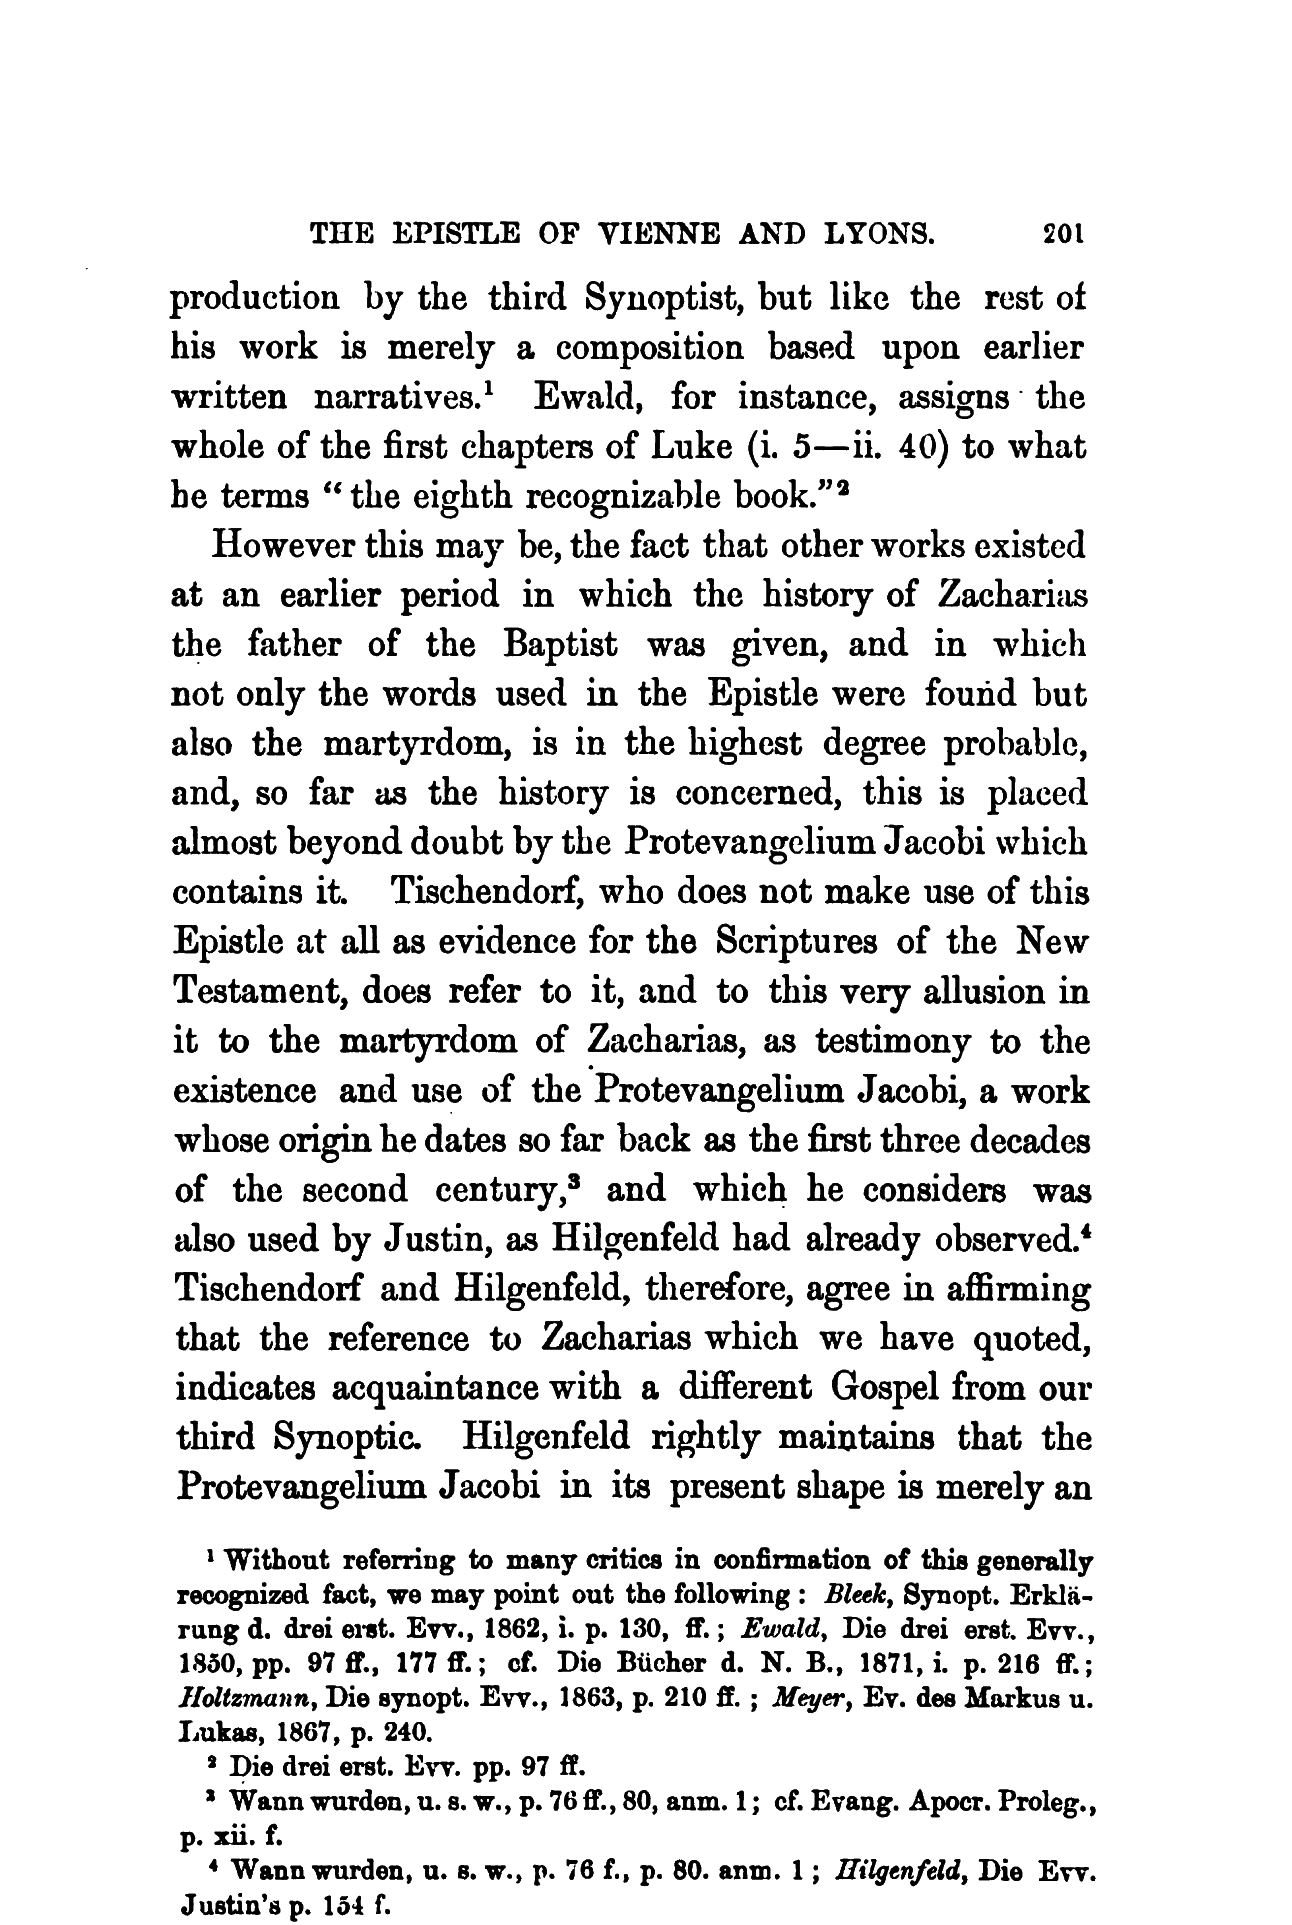 THE EPISTLE OF VIENNE AND LYONS. 201
production by the third Synoptist, but like the rest of
his work is merely a composition based upon earlier
written narratives.¹ Ewald, for instance, assigns the
whole of the first chapters of Luke (i. 5—ii. 40) to what
he terms “the eighth recognizable book.”²
However this may be, the fact that other works existed
at an earlier period in which the history of Zacharias
the father of the Baptist was given, and in which
not only the words used in the Epistle were found but
also the martyrdom, is in the highest degree probable,
and, so far as the history is concerned, this is placed
almost beyond doubt by the Protevangelium Jacobi which
contains it. Tischendorf, who does not make use of this
Epistle at all as evidence for the Scriptures of the New
Testament, does refer to it, and to this very allusion in
it to the martyrdom of Zacharias, as testimony to the
existence and use of the Protevangelium Jacobi, a work
whose origin he dates so far back as the first three decades
of the second century,³ and which he considers was
also used by Justin, as Hilgenfeld had already observed.⁴
Tischendorf and Hilgenfeld, therefore, agree in affirming
that the reference to Zacharias which we have quoted,
indicates acquaintance with a different Gospel from our
third Synoptic. Hilgenfeld rightly maintains that the
Protevangelium Jacobi in its present shape is merely an
¹ Without referring to many critics in confirmation of this generally
recognized fact, we may point out the following : Bleek, Synopt. Erklä-
rung d. drei erst. Evv., 1862, i. p. 130, ff. ; Ewald, Die drei erst. Evv.,
1850, pp. 97 ff., 177 ff. ; cf. Die Bücher d. N. B., 1871, i. p. 216 ff. ;
Holtzmann, Die synopt. Evv., 1863, p. 210 ff. ; Meyer, Ev. des Markus u.
Lukas, 1867, p. 240.
² Die drei erst. Evv. pp. 97 ff.
³ Wann wurden, u. s. w., p. 76 ff., 80, anm. 1 ; cf. Evang. Apocr. Proleg.,
p. xii. f.
⁴ Wann wurden, u. s. w., p. 76 f., p. 80. anm. 1 ; Hilgenfeld, Die Evv.
Justin's p. 154 f.